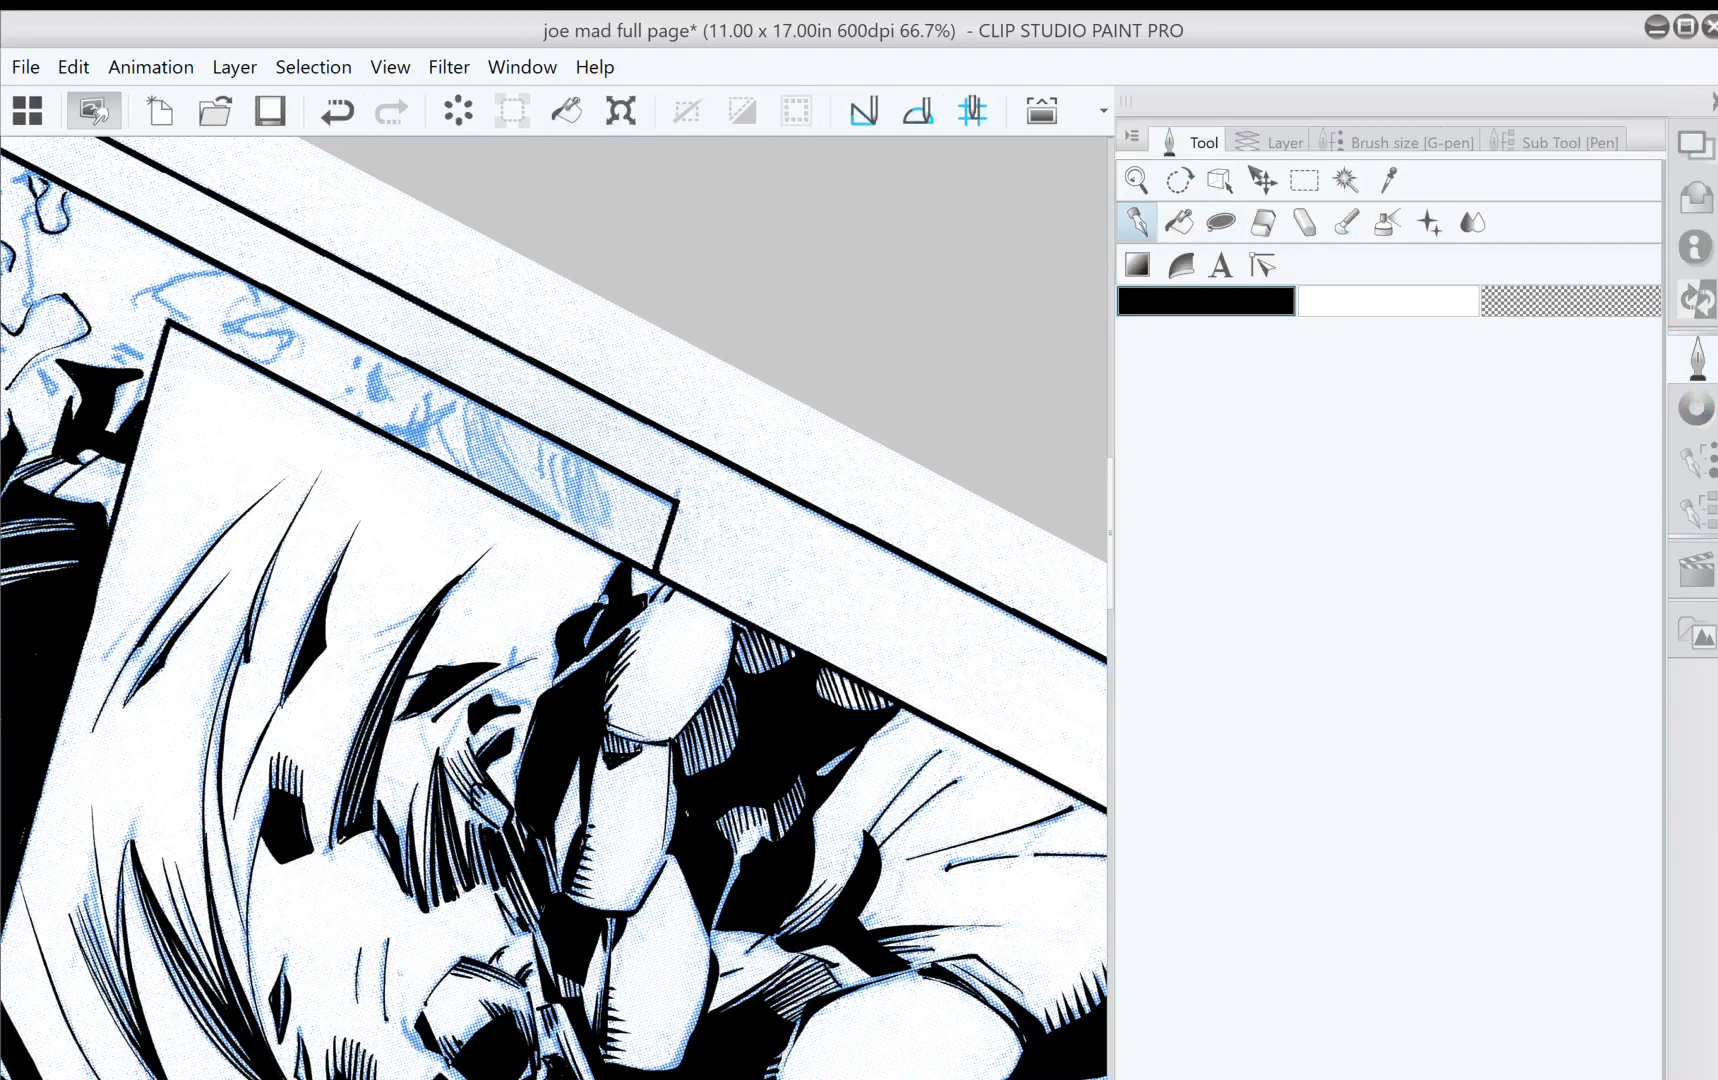 joe mad full page* (11.00 x 17.00in 600dpi 66.7%) - CLIP STUDIO PAINT PRO
File Edit Animation Layer Selection View Filter Window Help
Tool Layer Brush size [G-pen] Sub Tool [Pen]